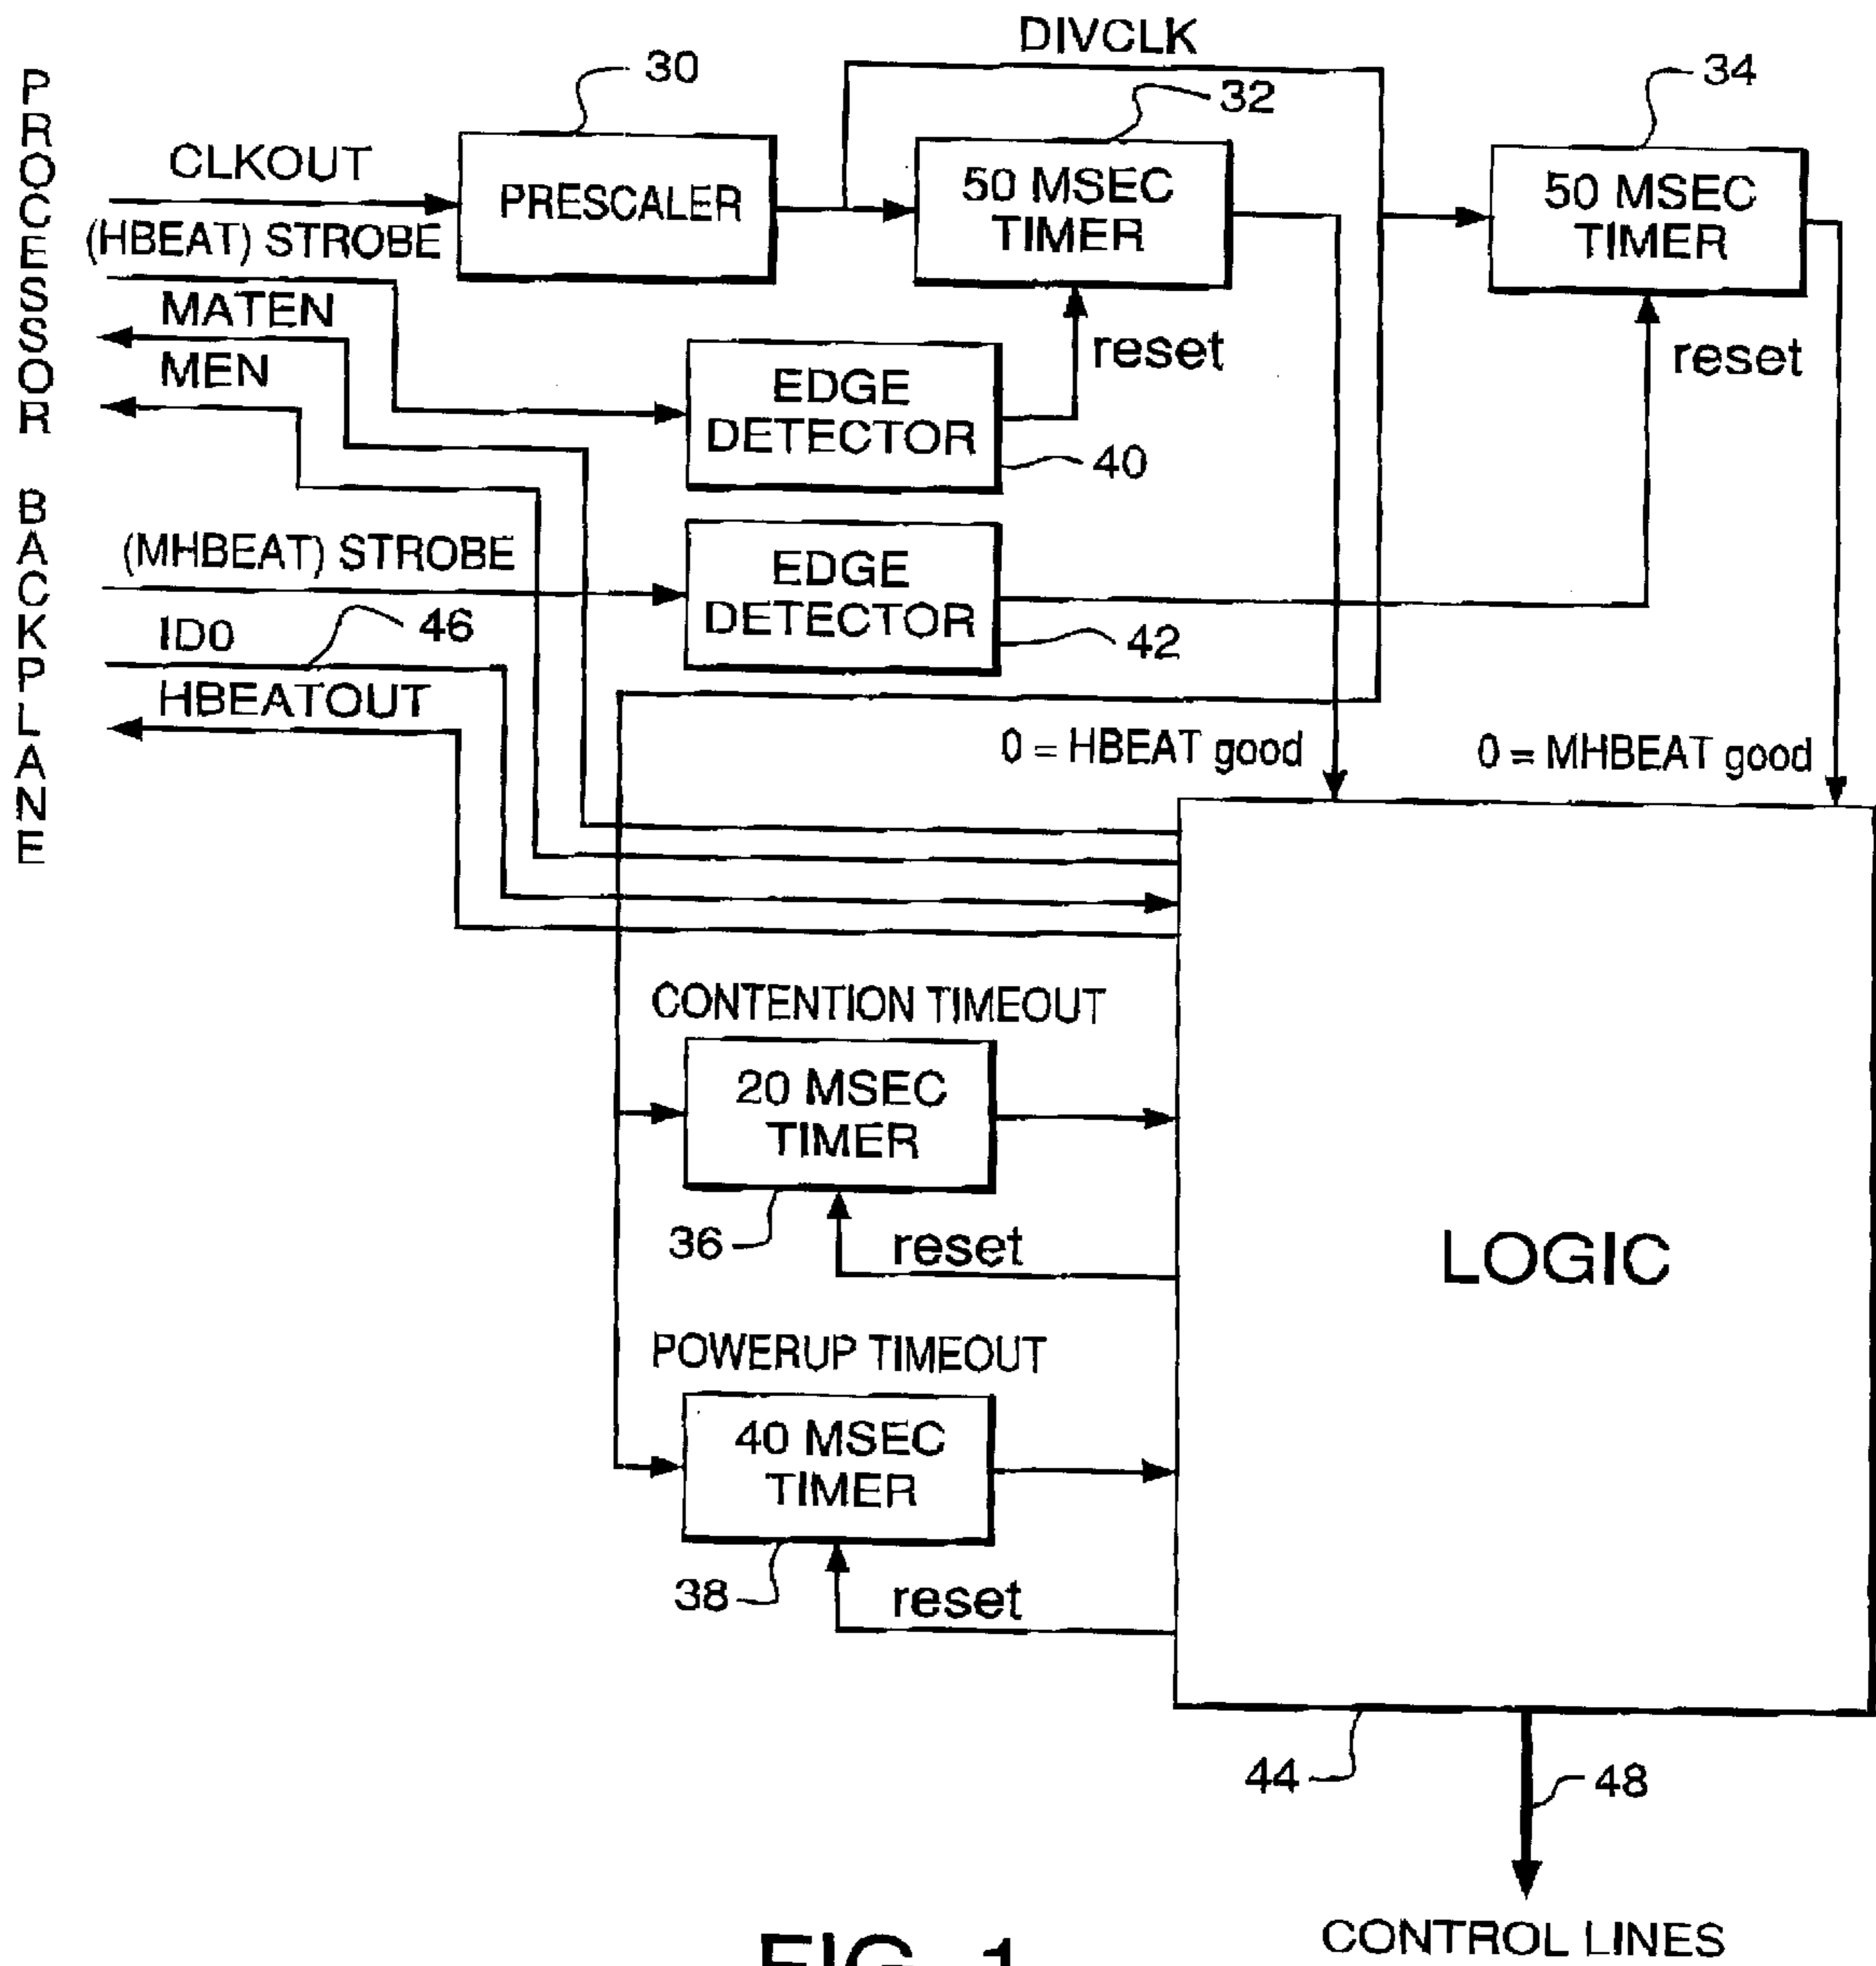 PROCESSOR BACKPLANE
DIVCLK
30
32
34
CLKOUT
PRESCALER
50 MSEC
TIMER
50 MSEC
TIMER
(HBEAT) STROBE
MATEN
MEN
reset
reset
EDGE
DETECTOR
40
(MHBEAT) STROBE
EDGE
DETECTOR
42
ID0
46
HBEATOUT
0 = HBEAT good
0 = MHBEAT good
CONTENTION TIMEOUT
20 MSEC
TIMER
36
reset
LOGIC
POWERUP TIMEOUT
40 MSEC
TIMER
38
reset
44
48
CONTROL LINES
FIG. 1